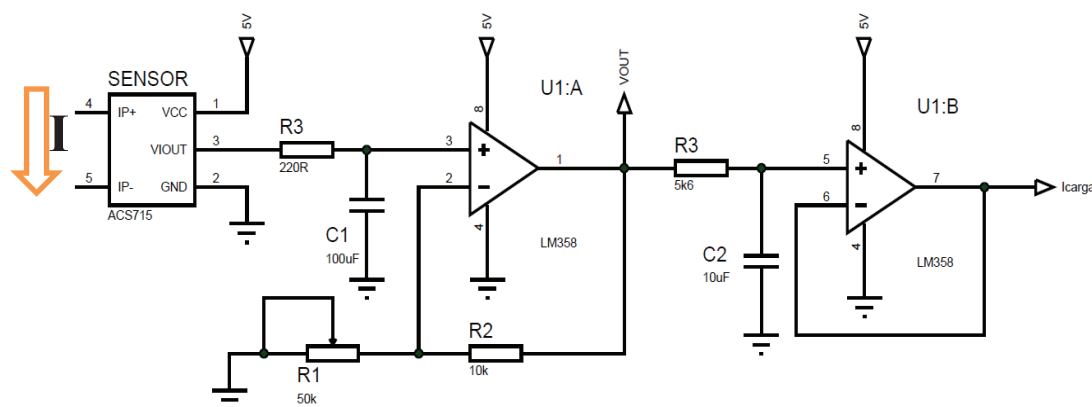 5V
5V
5V
VOUT
SENSOR
U1:A
U1:B
I
4
IP+
VCC
1
VIOUT
3
5
IP-
GND
2
ACS715
R3
220R
C1
100uF
8
3
2
1
4
LM358
R3
5k6
C2
10uF
8
5
6
7
4
LM358
Icarga
R1
50k
R2
10k